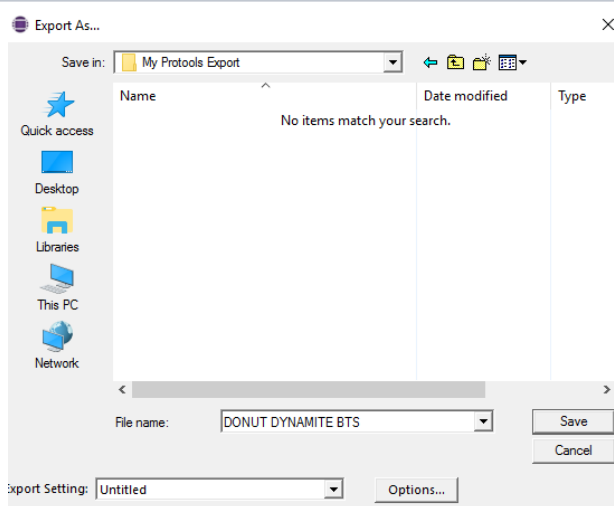 Export As...
Save in: My Protools Export
Name Date modified Type
No items match your search.
Quick access
Desktop
Libraries
This PC
Network
File name: DONUT DYNAMITE BTS Save
Cancel
Export Setting: Untitled Options...